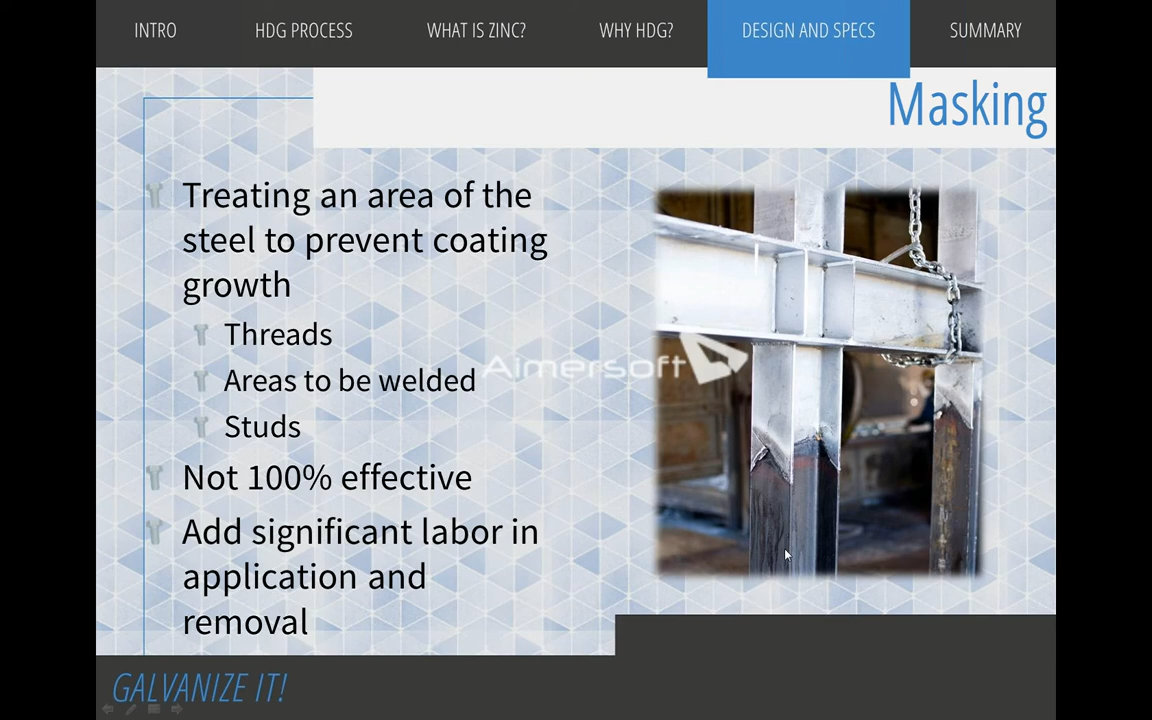 INTRO
HDG PROCESS
WHAT IS ZINC?
WHY HDG?
DESIGN AND SPECS
SUMMARY
Masking
Treating an area of the
steel to prevent coating
growth
Threads
Areas to be welded
Studs
Not 100% effective
Add significant labor in
application and
removal
Aimersoft
GALVANIZE IT!